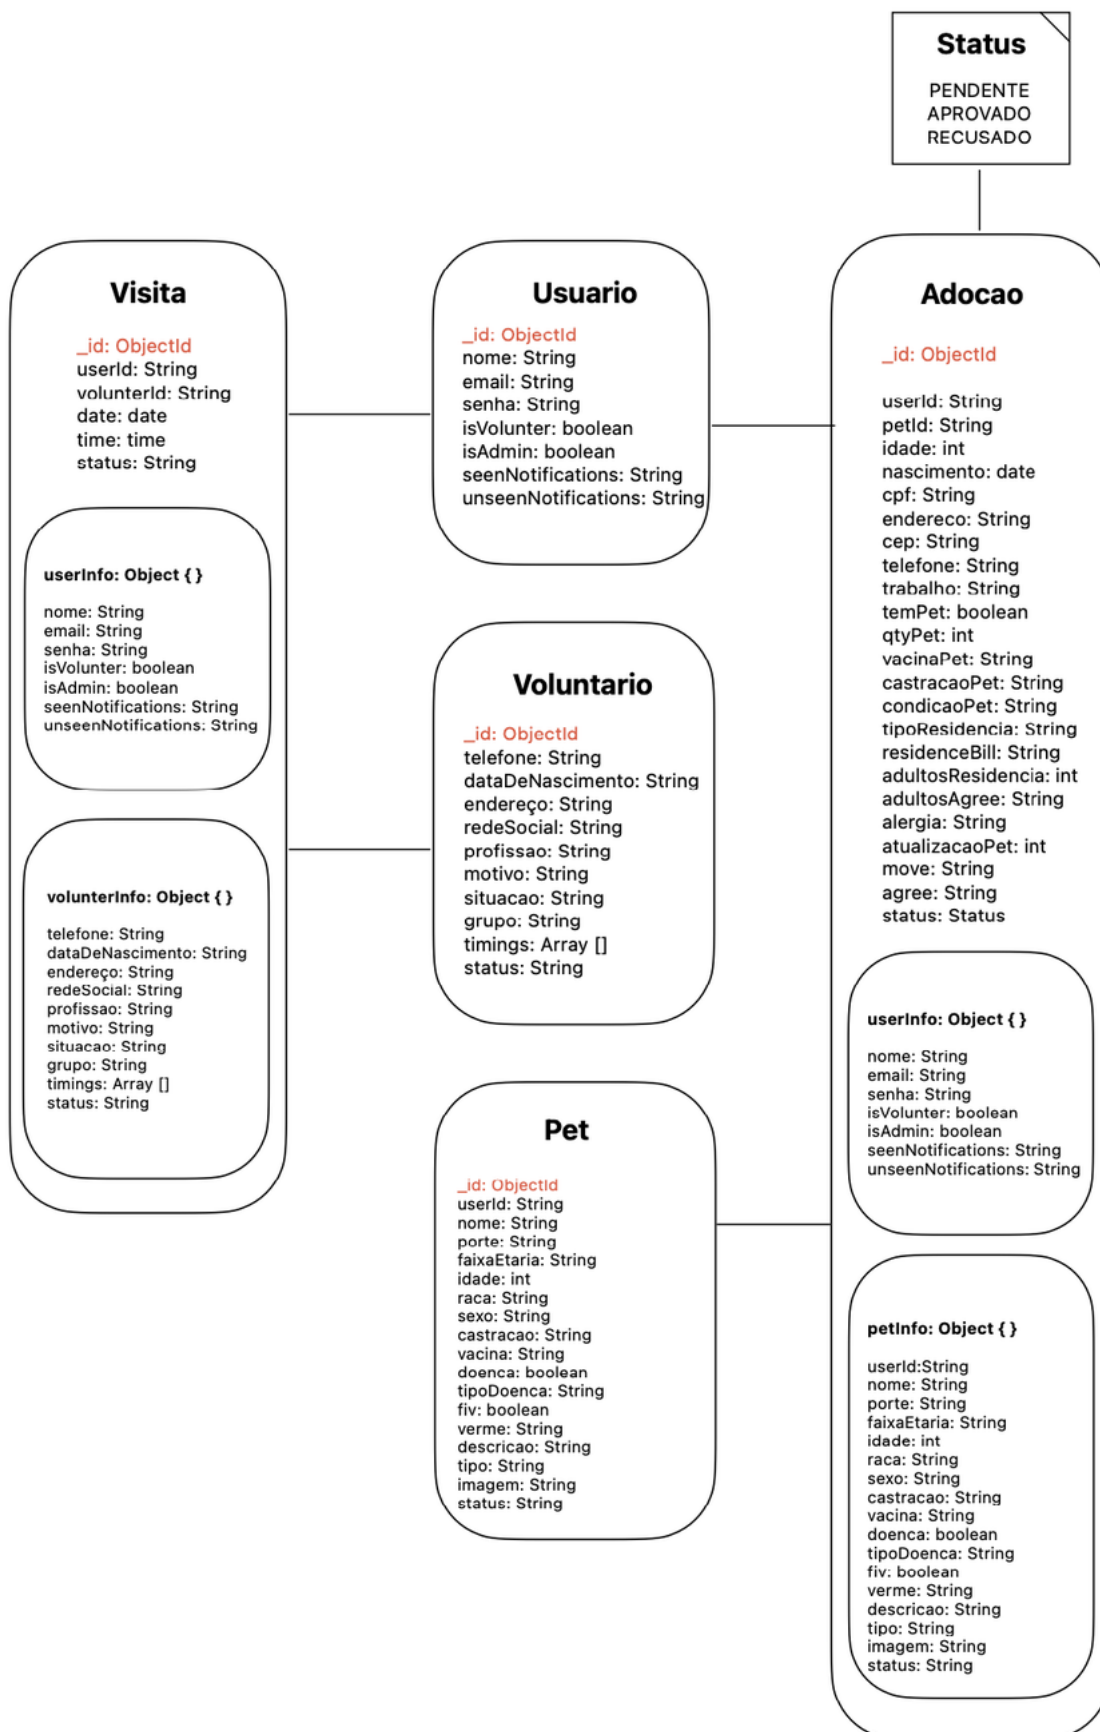 Status
PENDENTE
APROVADO
RECUSADO
Visita
_id: ObjectId
userId: String
volunterId: String
date: date
time: time
status: String
userInfo: Object { }
nome: String
email: String
senha: String
isVolunter: boolean
isAdmin: boolean
seenNotifications: String
unseenNotifications: String
volunterInfo: Object { }
telefone: String
dataDeNascimento: String
endereço: String
redeSocial: String
profissao: String
motivo: String
situacao: String
grupo: String
timings: Array []
status: String
Usuario
_id: ObjectId
nome: String
email: String
senha: String
isVolunter: boolean
isAdmin: boolean
seenNotifications: String
unseenNotifications: String
Voluntario
_id: ObjectId
telefone: String
dataDeNascimento: String
endereço: String
redeSocial: String
profissao: String
motivo: String
situacao: String
grupo: String
timings: Array []
status: String
Pet
_id: ObjectId
userId: String
nome: String
porte: String
faixaEtaria: String
idade: int
raca: String
sexo: String
castracao: String
vacina: String
doenca: boolean
tipoDoenca: String
fiv: boolean
verme: String
descricao: String
tipo: String
imagem: String
status: String
Adocao
_id: ObjectId
userId: String
petId: String
idade: int
nascimento: date
cpf: String
endereco: String
cep: String
telefone: String
trabalho: String
temPet: boolean
qtyPet: int
vacinaPet: String
castracaoPet: String
condicaoPet: String
tipoResidencia: String
residenceBill: String
adultosResidencia: int
adultosAgree: String
alergia: String
atualizacaoPet: int
move: String
agree: String
status: Status
userInfo: Object { }
nome: String
email: String
senha: String
isVolunter: boolean
isAdmin: boolean
seenNotifications: String
unseenNotifications: String
petInfo: Object { }
userId:String
nome: String
porte: String
faixaEtaria: String
idade: int
raca: String
sexo: String
castracao: String
vacina: String
doenca: boolean
tipoDoenca: String
fiv: boolean
verme: String
descricao: String
tipo: String
imagem: String
status: String